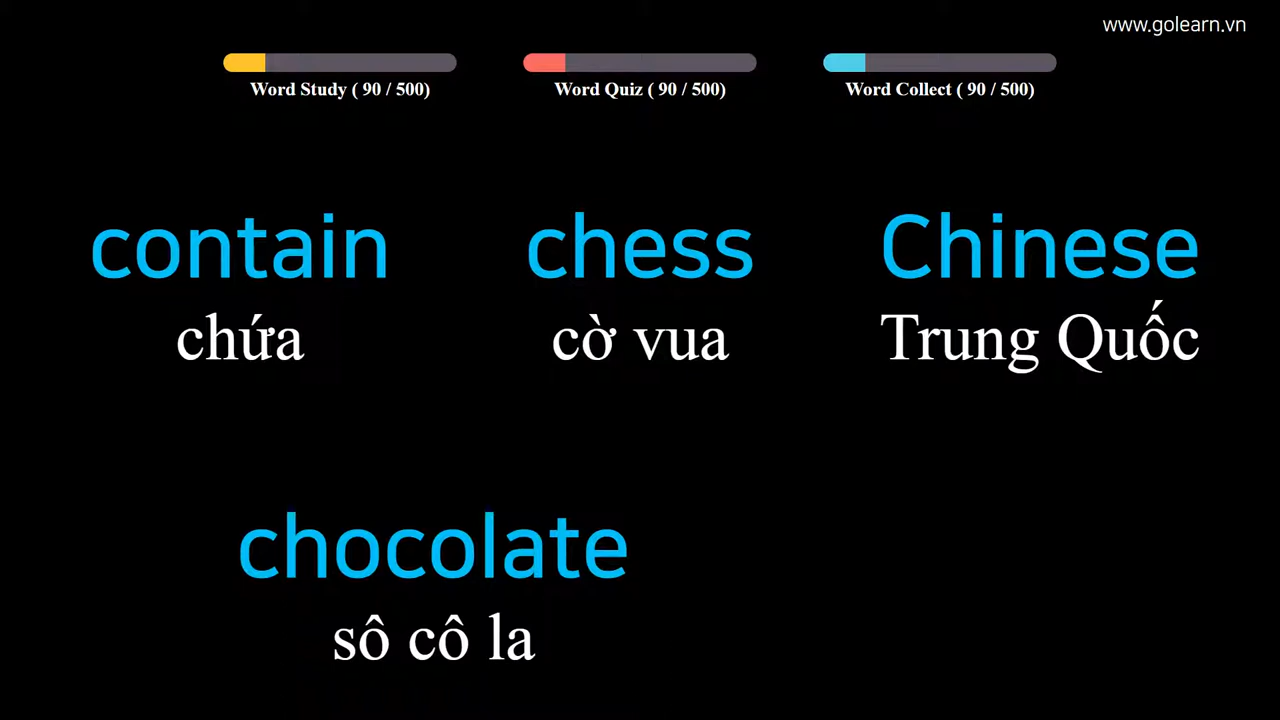 www.golearn.vn
Word Study ( 90 / 500)
Word Quiz ( 90 / 500)
Word Collect ( 90 / 500)
contain
chứa
chess
cờ vua
Chinese
Trung Quốc
chocolate
sô cô la